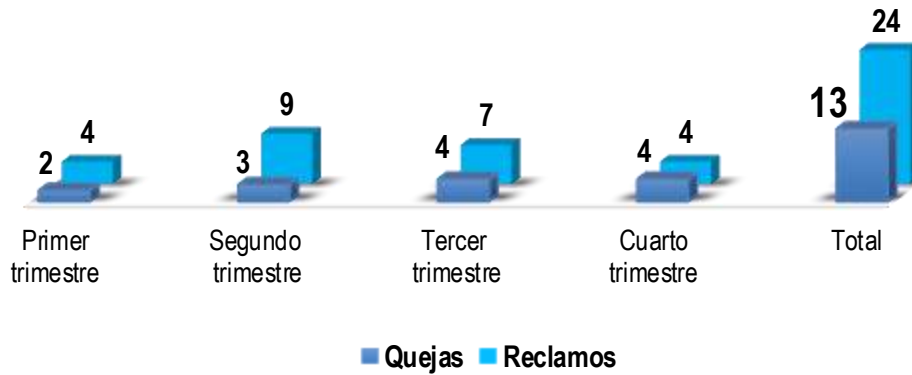 24
13
9
7
4
4
4
4
3
2
Primer
trimestre
Segundo
trimestre
Tercer
trimestre
Cuarto
trimestre
Total
Quejas
Reclamos